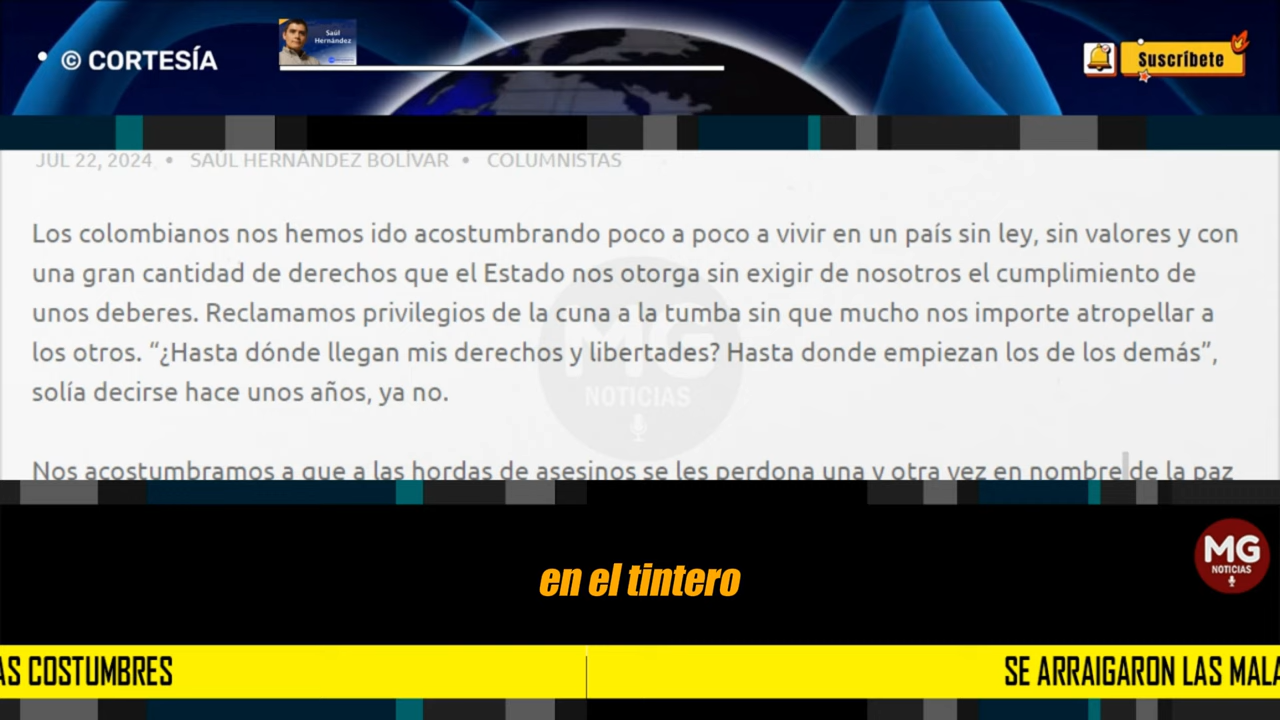 © CORTESÍA
Saúl
Hernández
Suscríbete
JUL 22, 2024 • SAÚL HERNÁNDEZ BOLÍVAR • COLUMNISTAS
Los colombianos nos hemos ido acostumbrando poco a poco a vivir en un país sin ley, sin valores y con
una gran cantidad de derechos que el Estado nos otorga sin exigir de nosotros el cumplimiento de
unos deberes. Reclamamos privilegios de la cuna a la tumba sin que mucho nos importe atropellar a
los otros. “¿Hasta dónde llegan mis derechos y libertades? Hasta donde empiezan los de los demás”,
solía decirse hace unos años, ya no.
MG
NOTICIAS
Nos acostumbramos a que a las hordas de asesinos se les perdona una y otra vez en nombre de la paz
en el tintero
MG
NOTICIAS
AS COSTUMBRES
SE ARRAIGARON LAS MALA